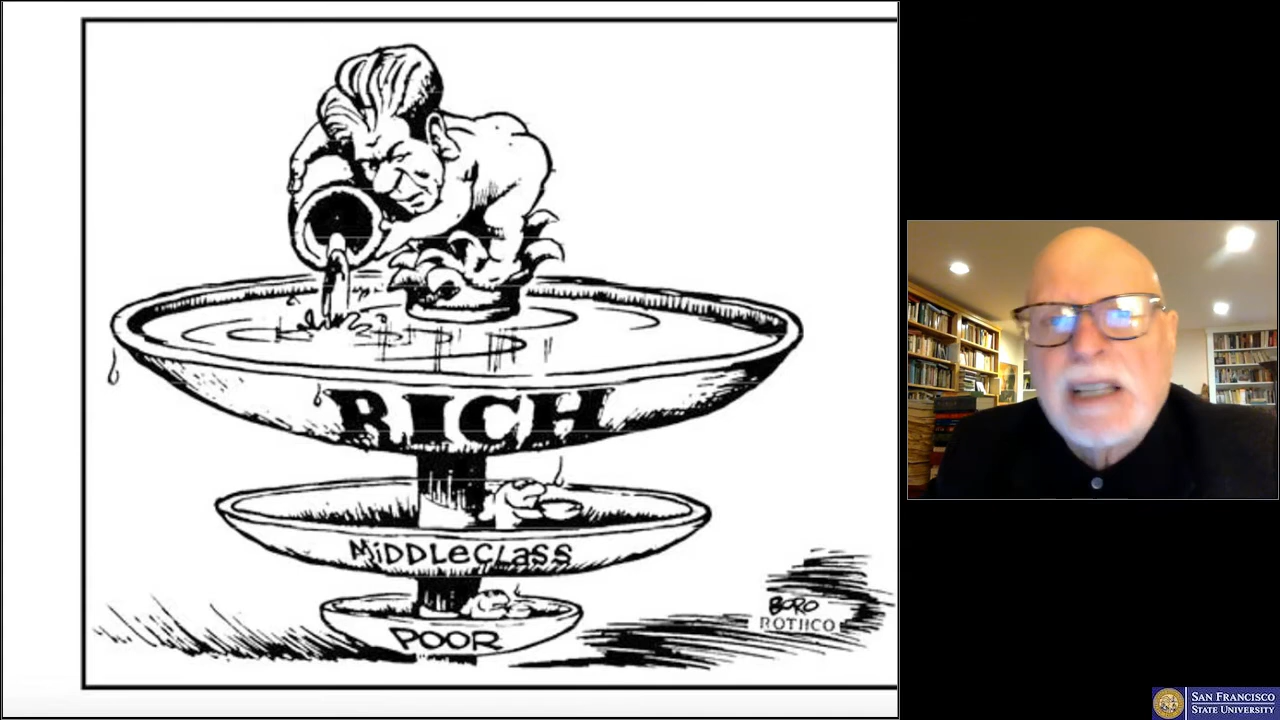 RICH
MiDDLeCLaSS
POOR
BORO
ROTHCO
SAN FRANCISCO
STATE UNIVERSITY